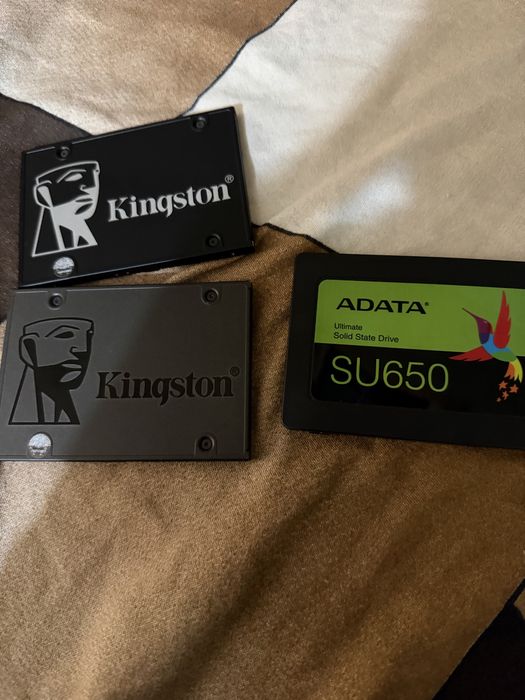 Kingston®
Kingston®
ADATA®
Ultimate
Solid State Drive
SU650